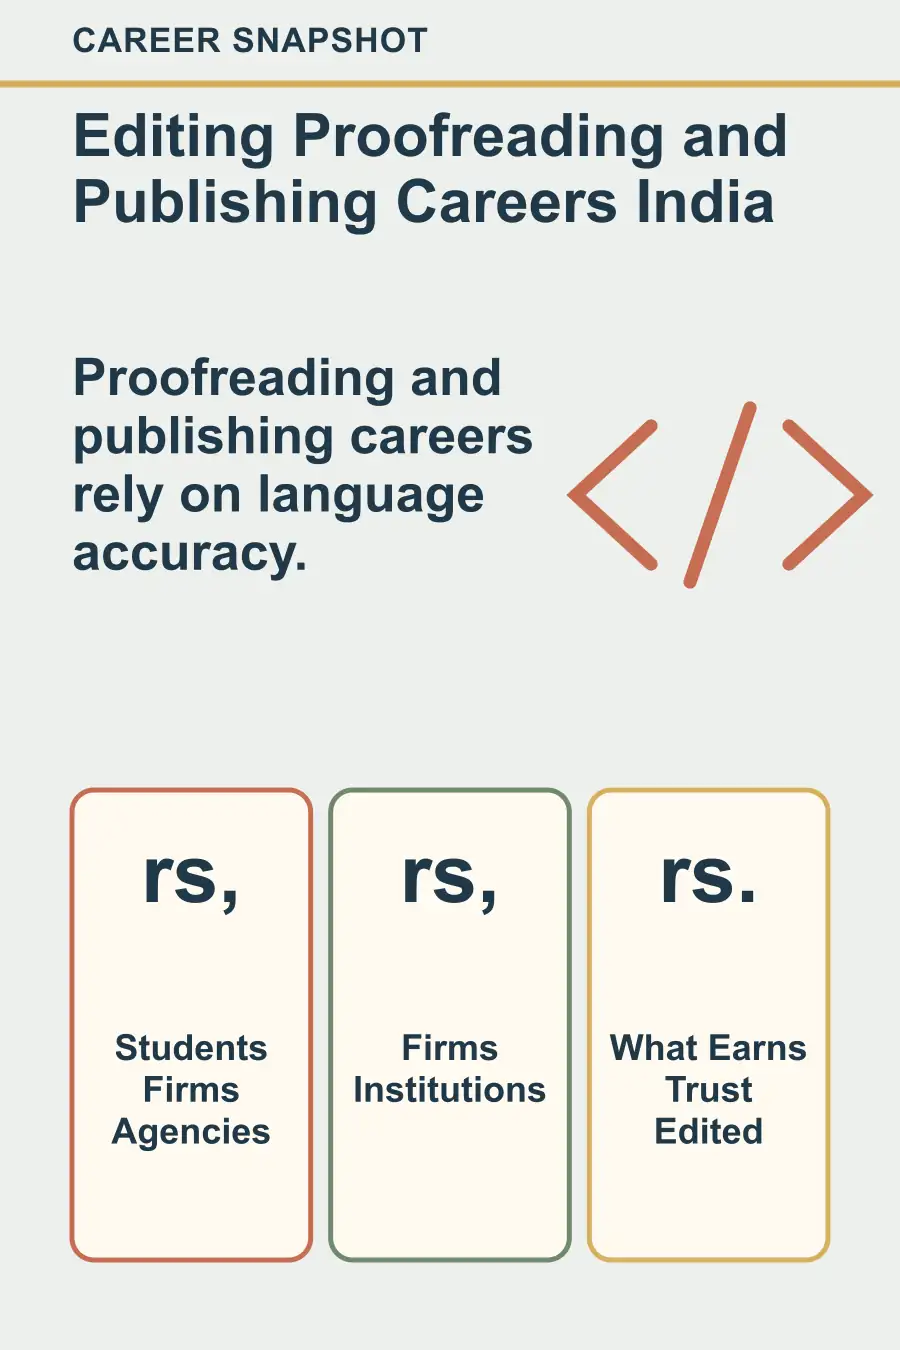 CAREER SNAPSHOT
Editing Proofreading and
Publishing Careers India
Proofreading and
publishing careers
rely on language
accuracy.
rs,
Students
Firms
Agencies
rs,
Firms
Institutions
rs.
What Earns
Trust
Edited